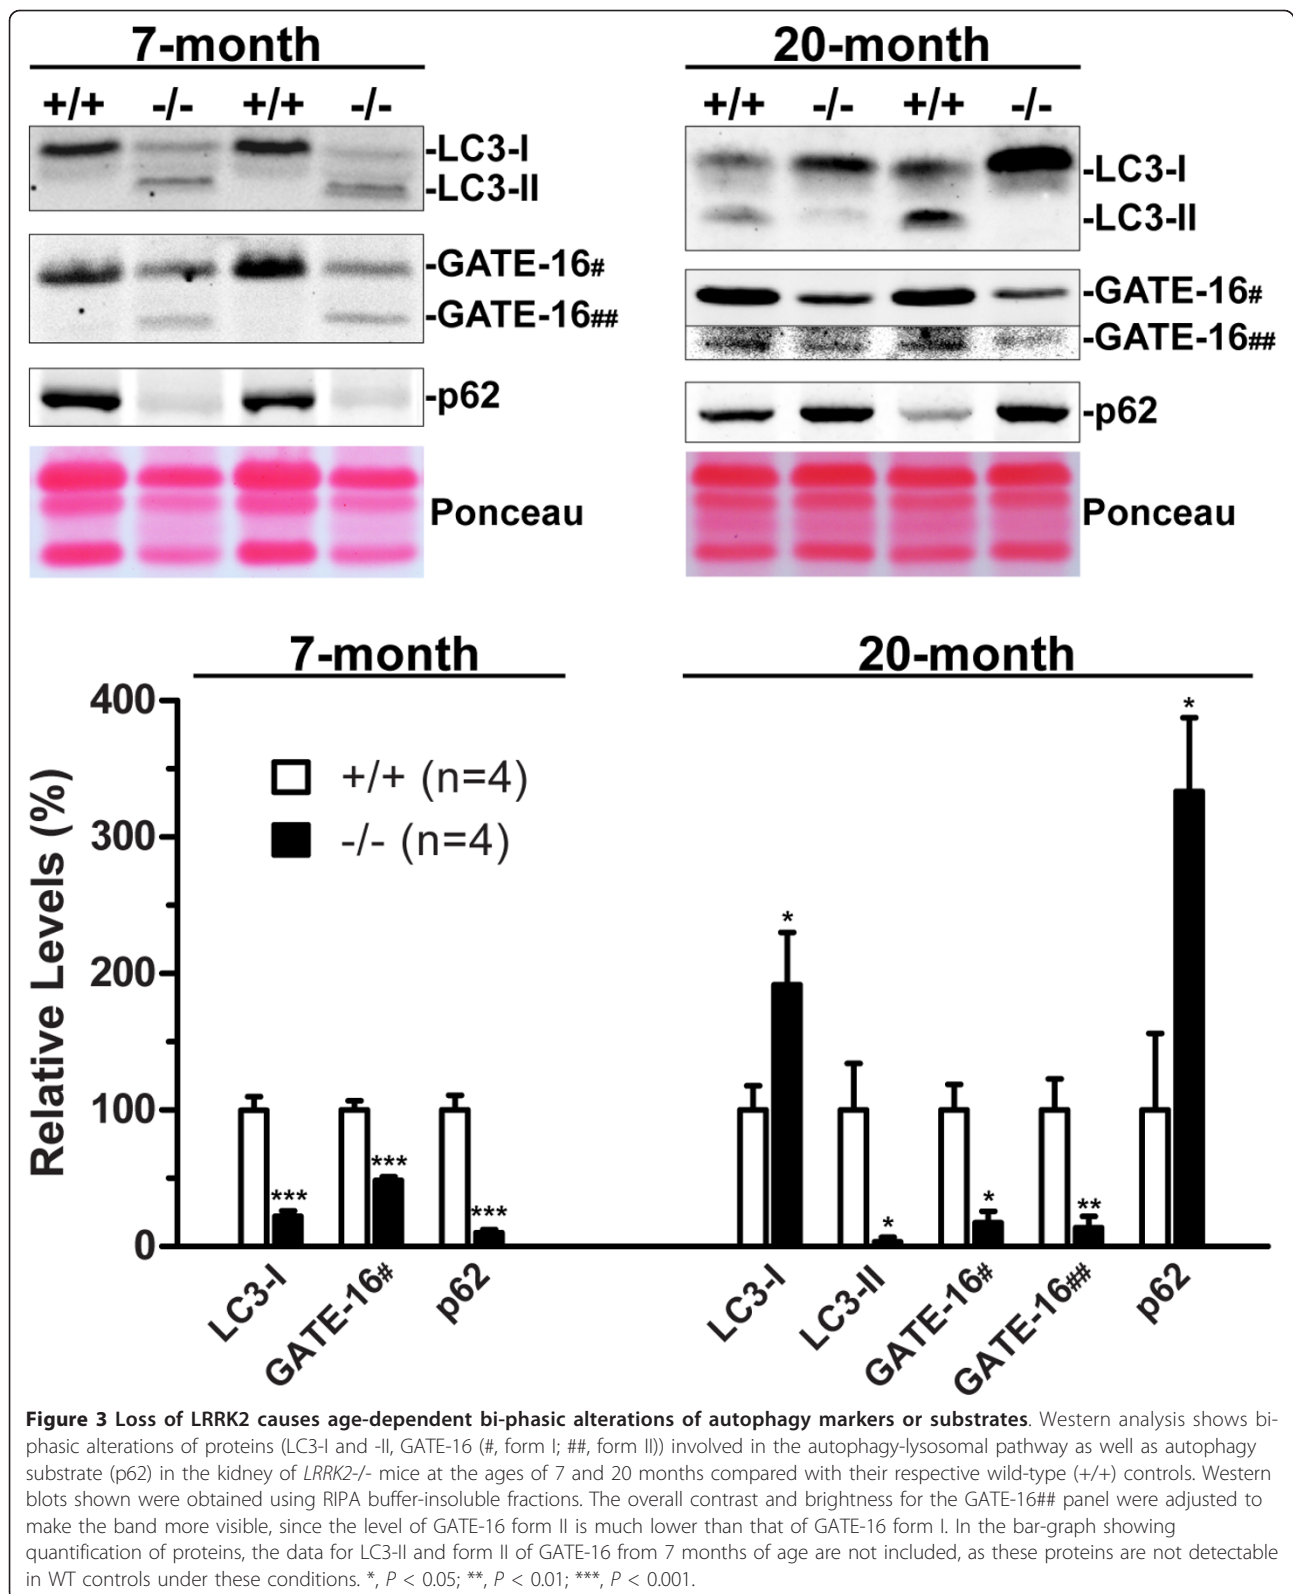 7-month
20-month
+/+ -/- +/+ -/-
+/+ -/- +/+ -/-
-LC3-I
-LC3-II
-GATE-16#
-GATE-16##
-p62
Ponceau
-LC3-I
-LC3-II
-GATE-16#
-GATE-16##
-p62
Ponceau
7-month
20-month
Relative Levels (%)
400
300
200
100
0
+/+ (n=4)
-/- (n=4)
***
***
***
*
*
*
**
*
LC3-I
GATE-16#
p62
LC3-I
LC3-II
GATE-16#
GATE-16##
p62
Figure 3 Loss of LRRK2 causes age-dependent bi-phasic alterations of autophagy markers or substrates. Western analysis shows bi-
phasic alterations of proteins (LC3-I and -II, GATE-16 (#, form I; ##, form II)) involved in the autophagy-lysosomal pathway as well as autophagy
substrate (p62) in the kidney of LRRK2-/- mice at the ages of 7 and 20 months compared with their respective wild-type (+/+) controls. Western
blots shown were obtained using RIPA buffer-insoluble fractions. The overall contrast and brightness for the GATE-16## panel were adjusted to
make the band more visible, since the level of GATE-16 form II is much lower than that of GATE-16 form I. In the bar-graph showing
quantification of proteins, the data for LC3-II and form II of GATE-16 from 7 months of age are not included, as these proteins are not detectable
in WT controls under these conditions. *, P < 0.05; **, P < 0.01; ***, P < 0.001.